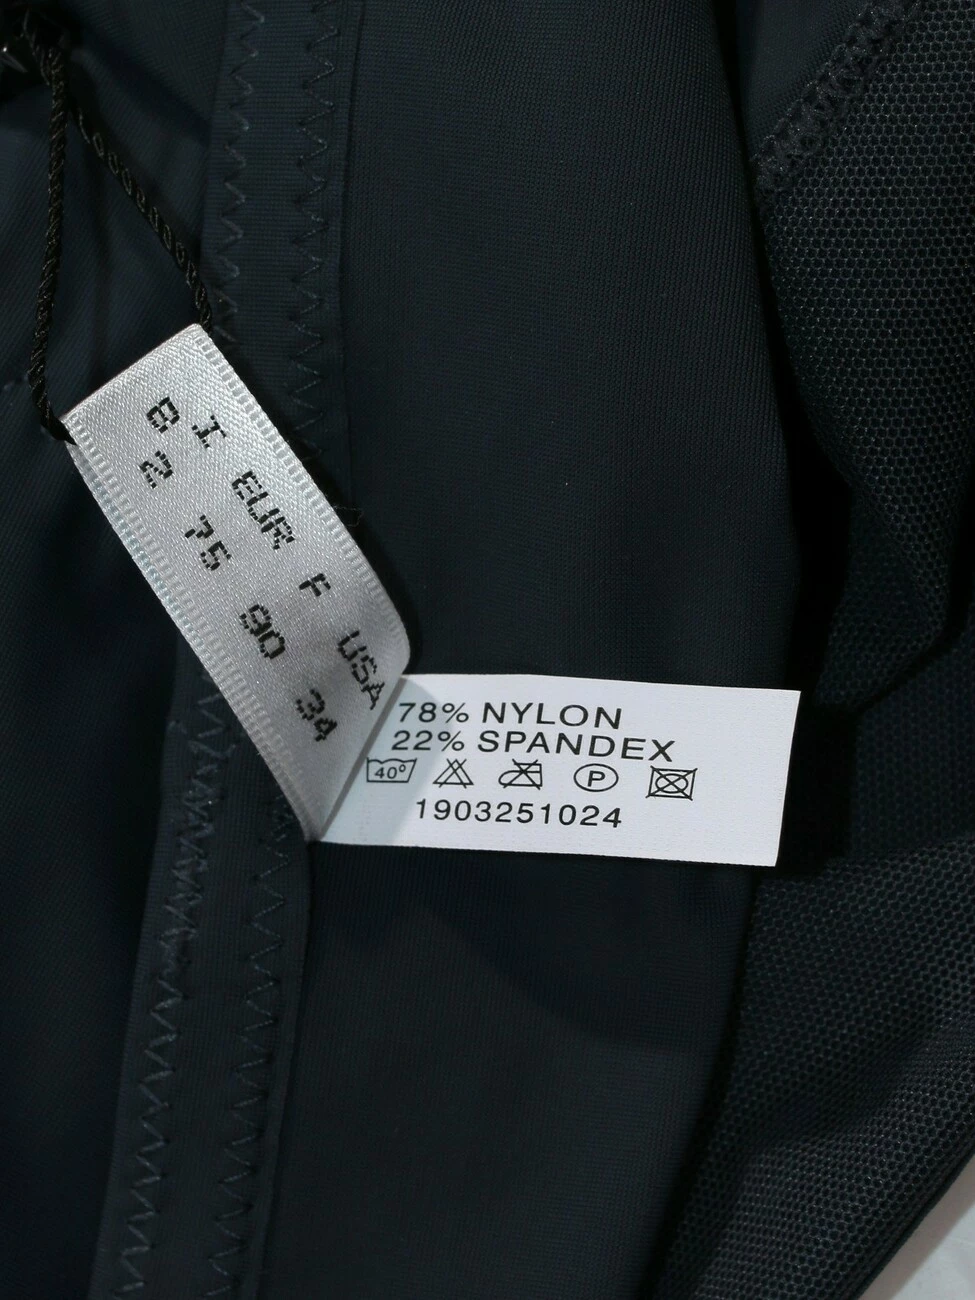 I EUR F USA
B 2 75 90 34
78% NYLON
22% SPANDEX
40° P
1903251024